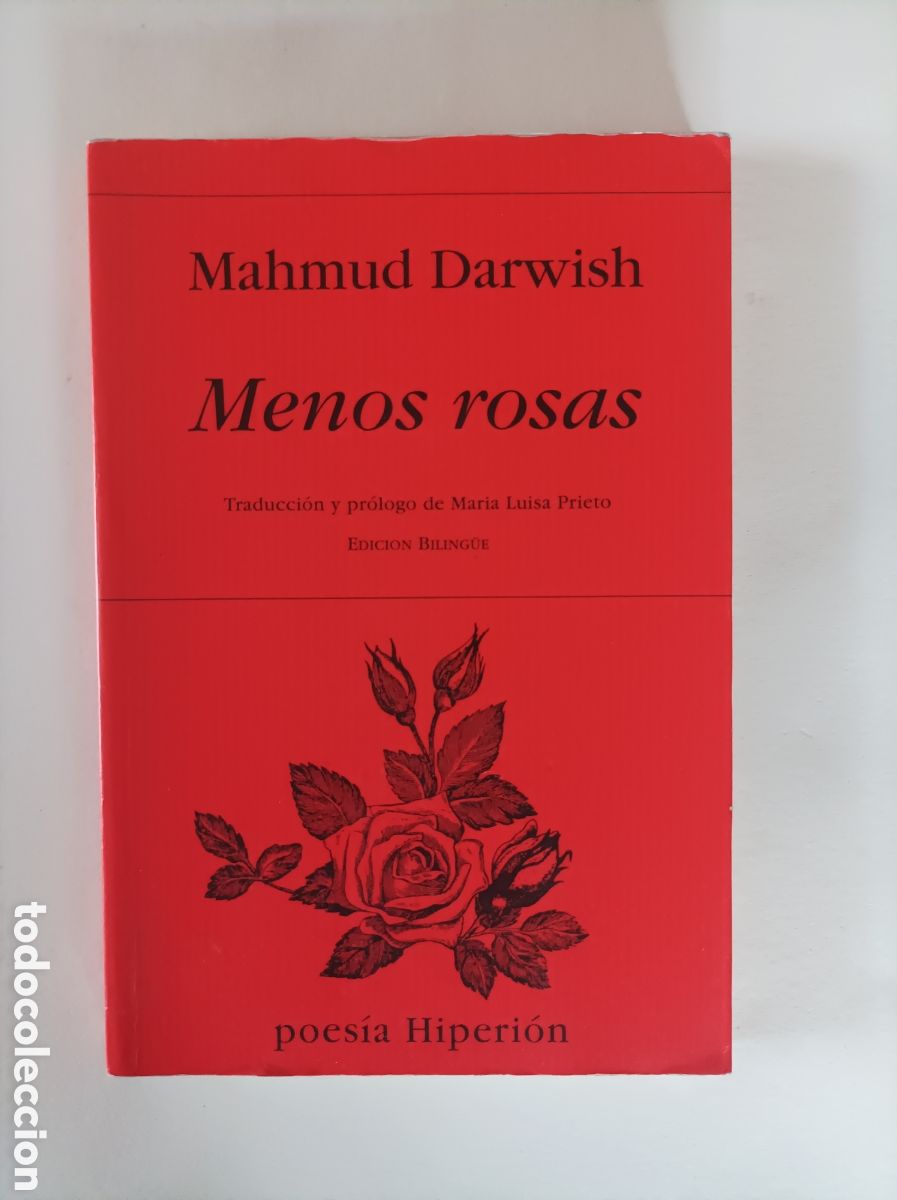 Mahmud Darwish
Menos rosas
Traducción y prólogo de Maria Luisa Prieto
EDICION BILINGÜE
poesía Hiperión
todocoleccion